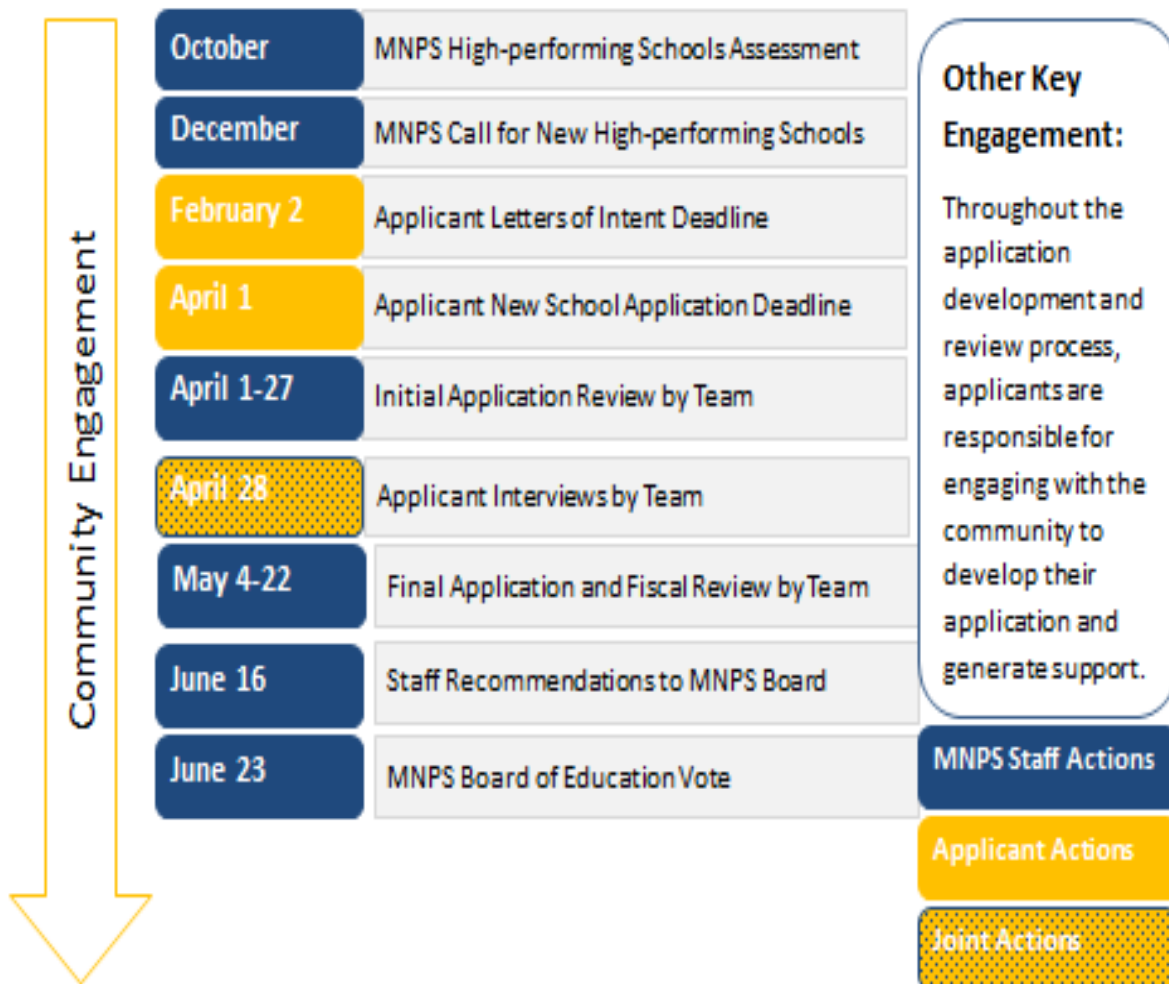 Community Engagement
October
MNPS High-performing Schools Assessment
December
MNPS Call for New High-performing Schools
February 2
Applicant Letters of Intent Deadline
April 1
Applicant New School Application Deadline
April 1-27
Initial Application Review by Team
April 28
Applicant Interviews by Team
May 4-22
Final Application and Fiscal Review by Team
June 16
Staff Recommendations to MNPS Board
June 23
MNPS Board of Education Vote
Other Key
Engagement:
Throughout the
application
development and
review process,
applicants are
responsible for
engaging with the
community to
develop their
application and
generate support.
MNPS Staff Actions
Applicant Actions
Joint Actions